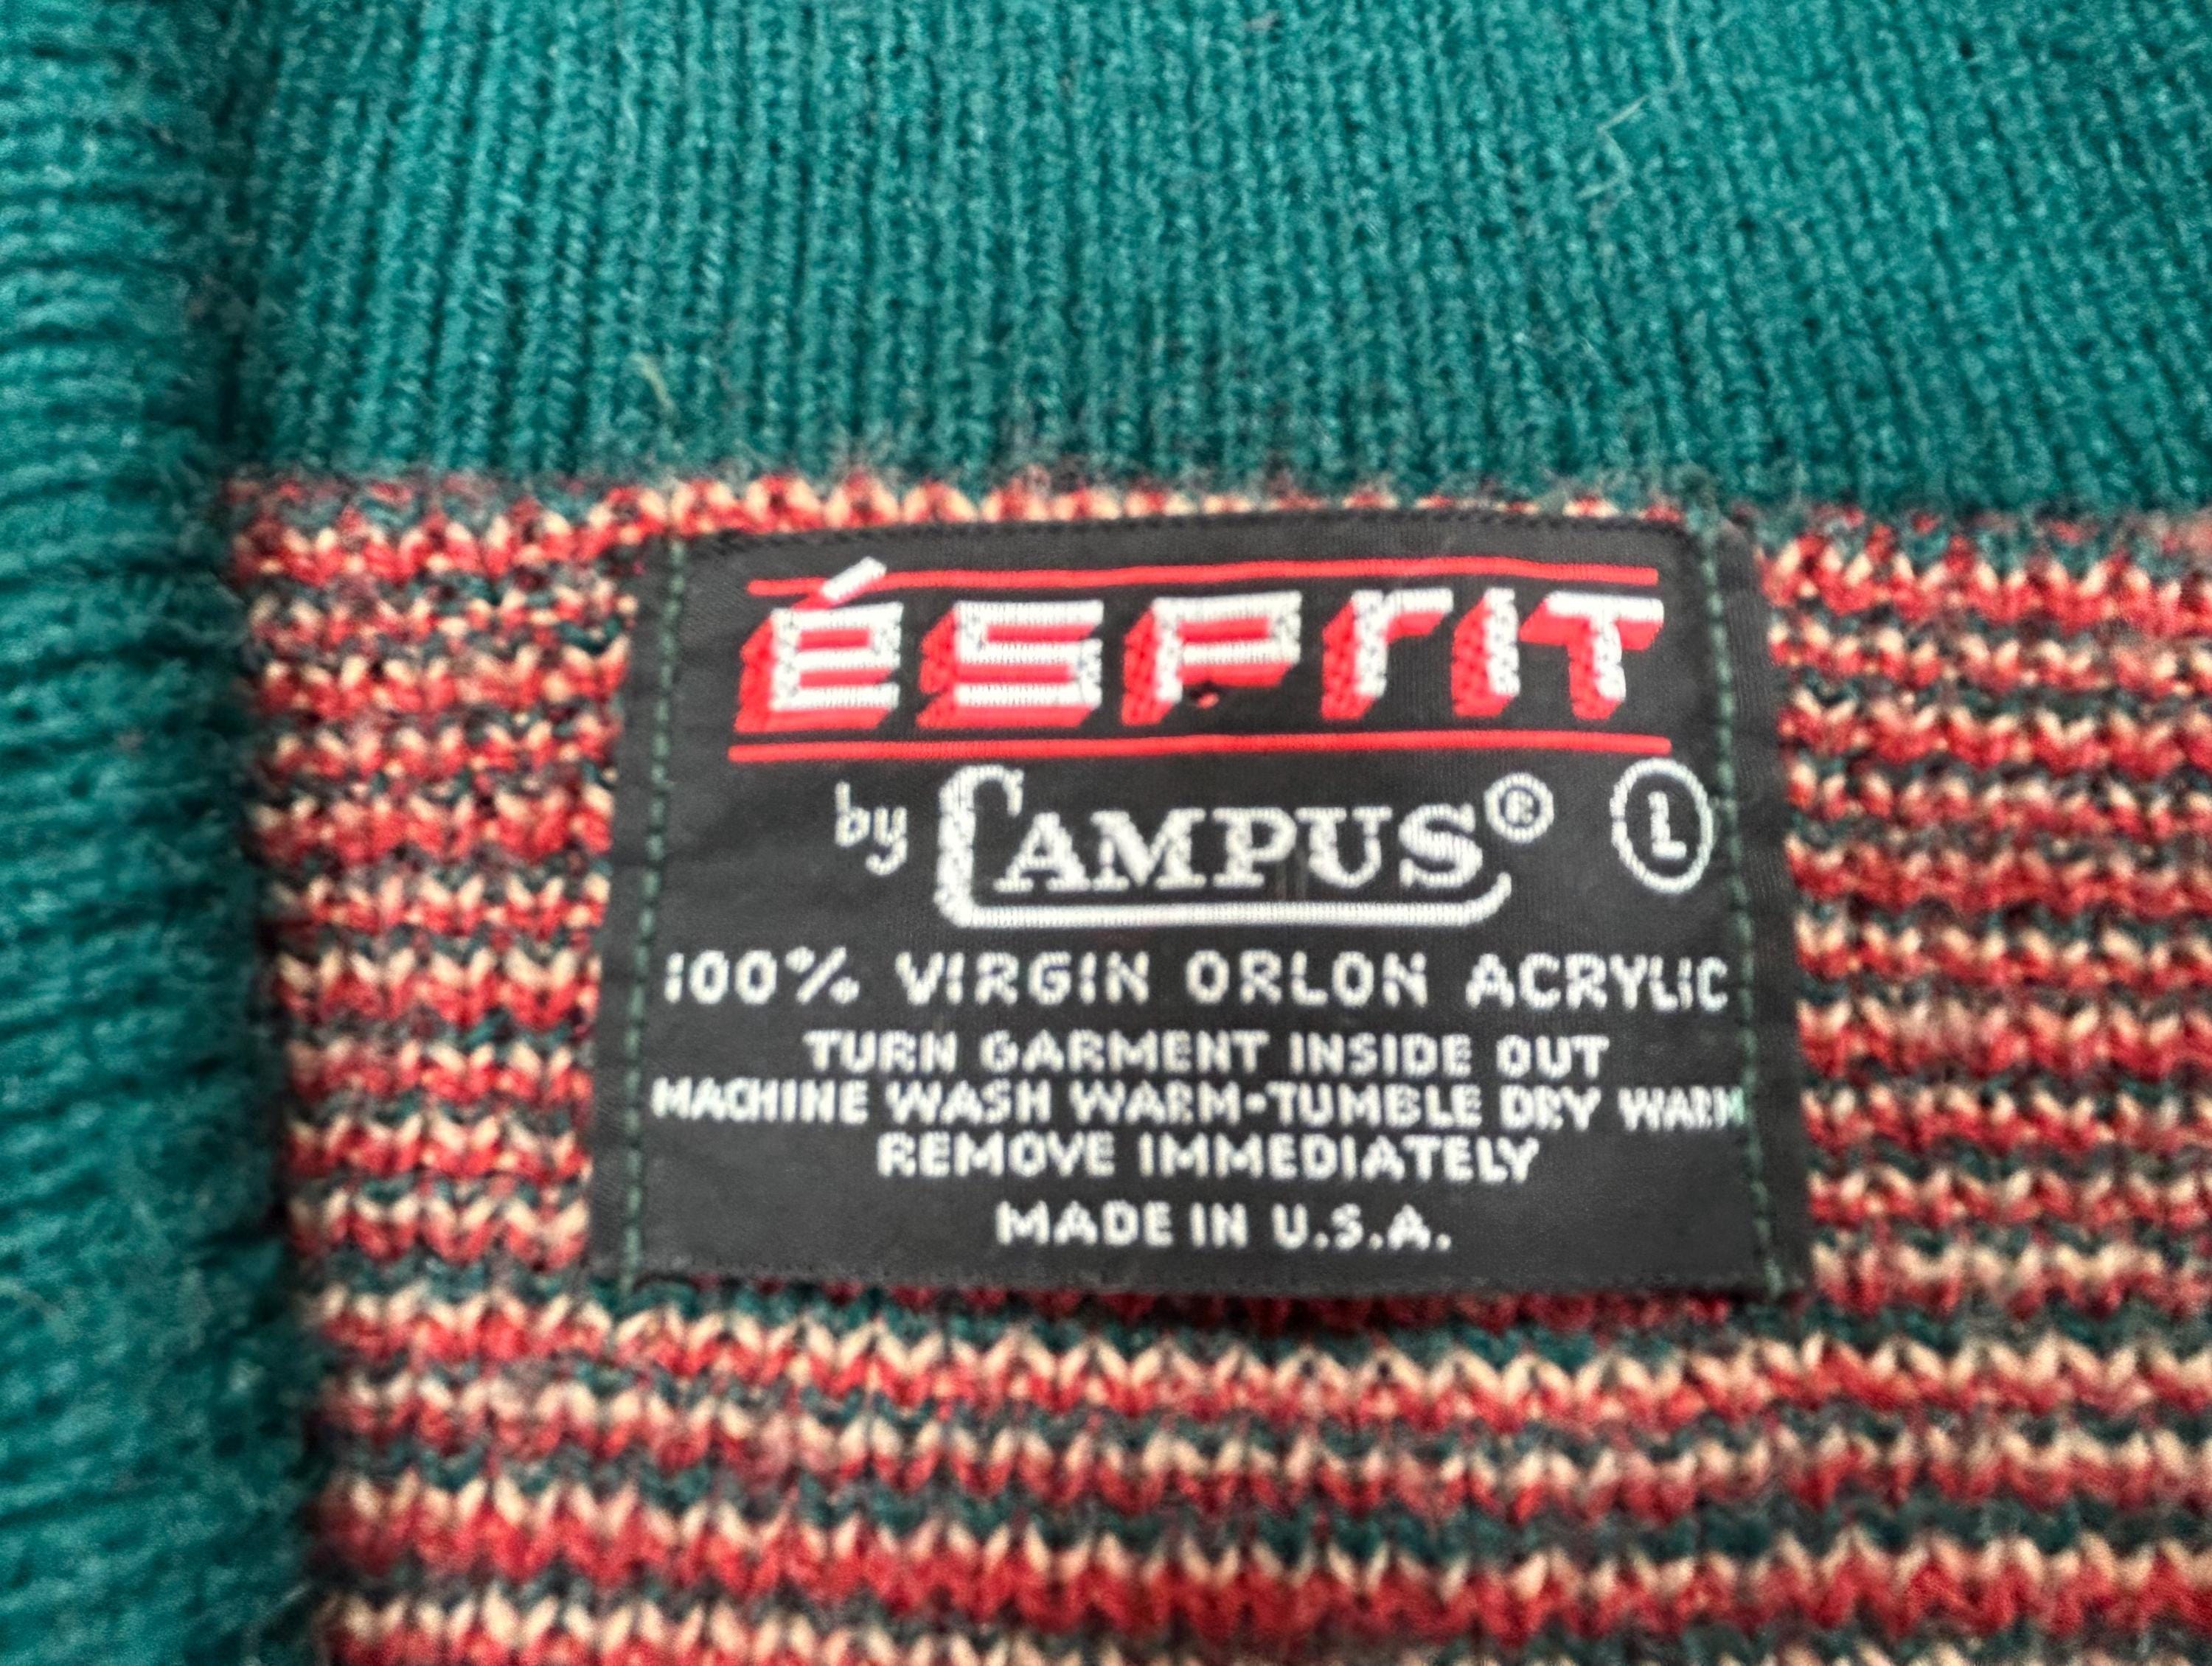 éSPrIT
by CAMPUS® L
100% VIRGIN ORLON ACRYLIC
TURN GARMENT INSIDE OUT
MACHINE WASH WARM-TUMBLE DRY WARM
REMOVE IMMEDIATELY
MADE IN U.S.A.